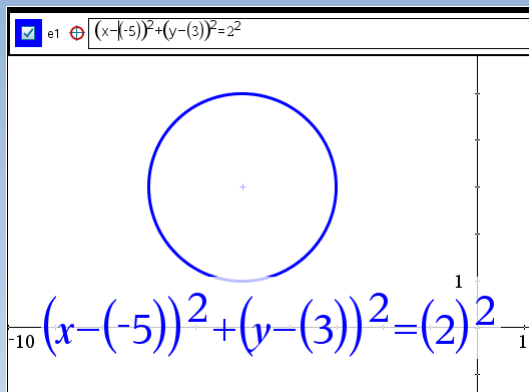 e1 (x-(-5))²+(y-(3))²=2²
1
(x-(-5))²+(y-(3))²=(2)²
-10 1